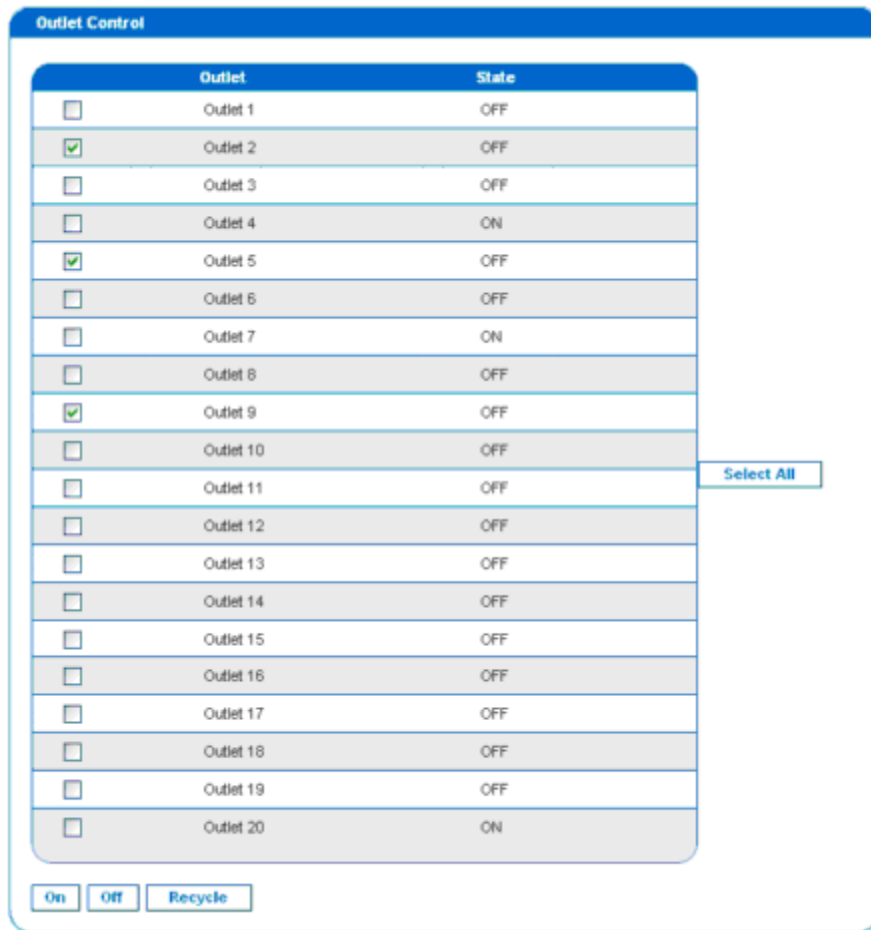 Outlet Control
Outlet State
Outlet 1 OFF
Outlet 2 OFF
Outlet 3 OFF
Outlet 4 ON
Outlet 5 OFF
Outlet 6 OFF
Outlet 7 ON
Outlet 8 OFF
Outlet 9 OFF
Outlet 10 OFF
Select All
Outlet 11 OFF
Outlet 12 OFF
Outlet 13 OFF
Outlet 14 OFF
Outlet 15 OFF
Outlet 16 OFF
Outlet 17 OFF
Outlet 18 OFF
Outlet 19 OFF
Outlet 20 ON
On Off Recycle